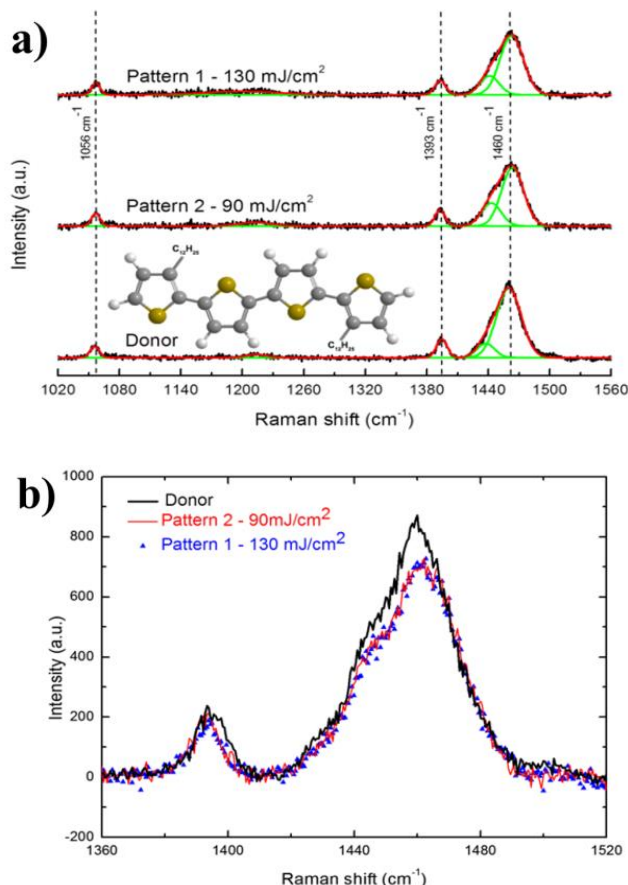 a)
Pattern 1 - 130 mJ/cm²
1056 cm⁻¹
1393 cm⁻¹
1460 cm⁻¹
Pattern 2 - 90 mJ/cm²
C₁₂H₂₅
C₁₂H₂₅
Donor
Intensity (a.u.)
1020 1080 1140 1200 1260 1320 1380 1440 1500 1560
Raman shift (cm⁻¹)
b)
1000
800
600
400
200
0
-200
Donor
Pattern 2 - 90mJ/cm²
Pattern 1 - 130 mJ/cm²
Intensity (a.u.)
1360 1400 1440 1480 1520
Raman shift (cm⁻¹)